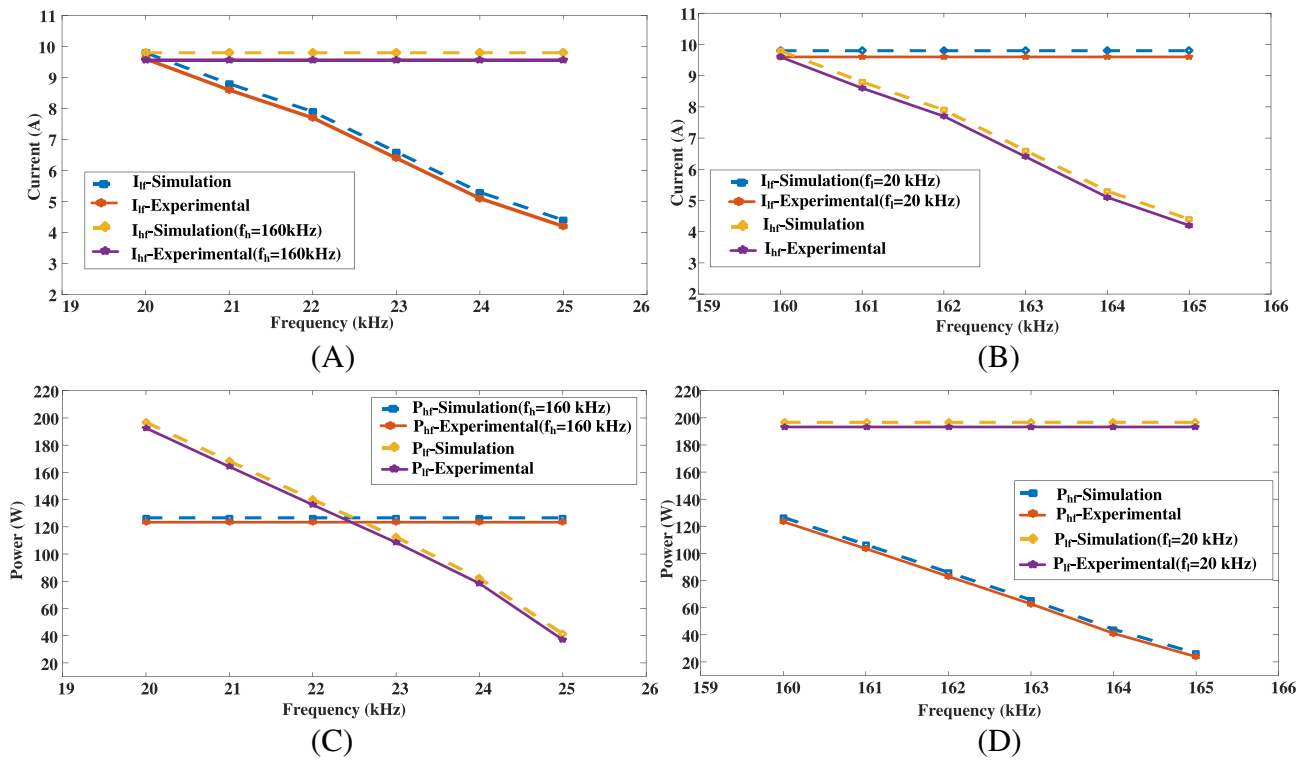 11
10
9
8
7
6
5
4
3
2
Current (A)
I_lf-Simulation
I_lf-Experimental
I_hf-Simulation(f_h=160kHz)
I_hf-Experimental(f_h=160kHz)
19 20 21 22 23 24 25 26
Frequency (kHz)
(A)
11
10
9
8
7
6
5
4
3
2
Current (A)
I_lf-Simulation(f_l=20 kHz)
I_lf-Experimental(f_l=20 kHz)
I_hf-Simulation
I_hf-Experimental
159 160 161 162 163 164 165 166
Frequency (kHz)
(B)
220
200
180
160
140
120
100
80
60
40
20
Power (W)
P_hf-Simulation(f_h=160 kHz)
P_hf-Experimental(f_h=160 kHz)
P_lf-Simulation
P_lf-Experimental
19 20 21 22 23 24 25 26
Frequency (kHz)
(C)
220
200
180
160
140
120
100
80
60
40
20
Power (W)
P_hf-Simulation
P_hf-Experimental
P_lf-Simulation(f_l=20 kHz)
P_lf-Experimental(f_l=20 kHz)
159 160 161 162 163 164 165 166
Frequency (kHz)
(D)